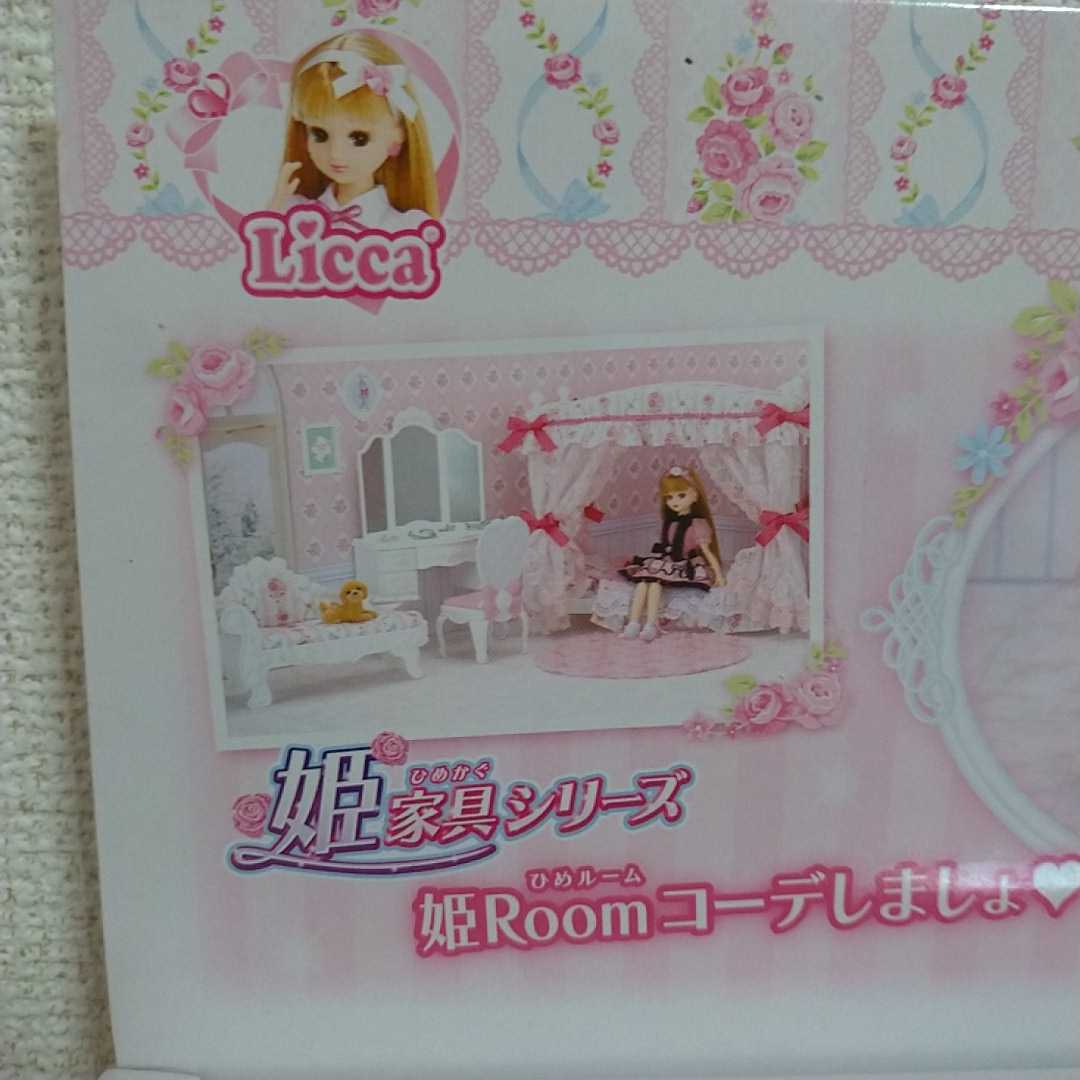 Licca®
ひめかぐ
姫家具シリーズ
ひめルーム
姫Roomコーデしましょ♥